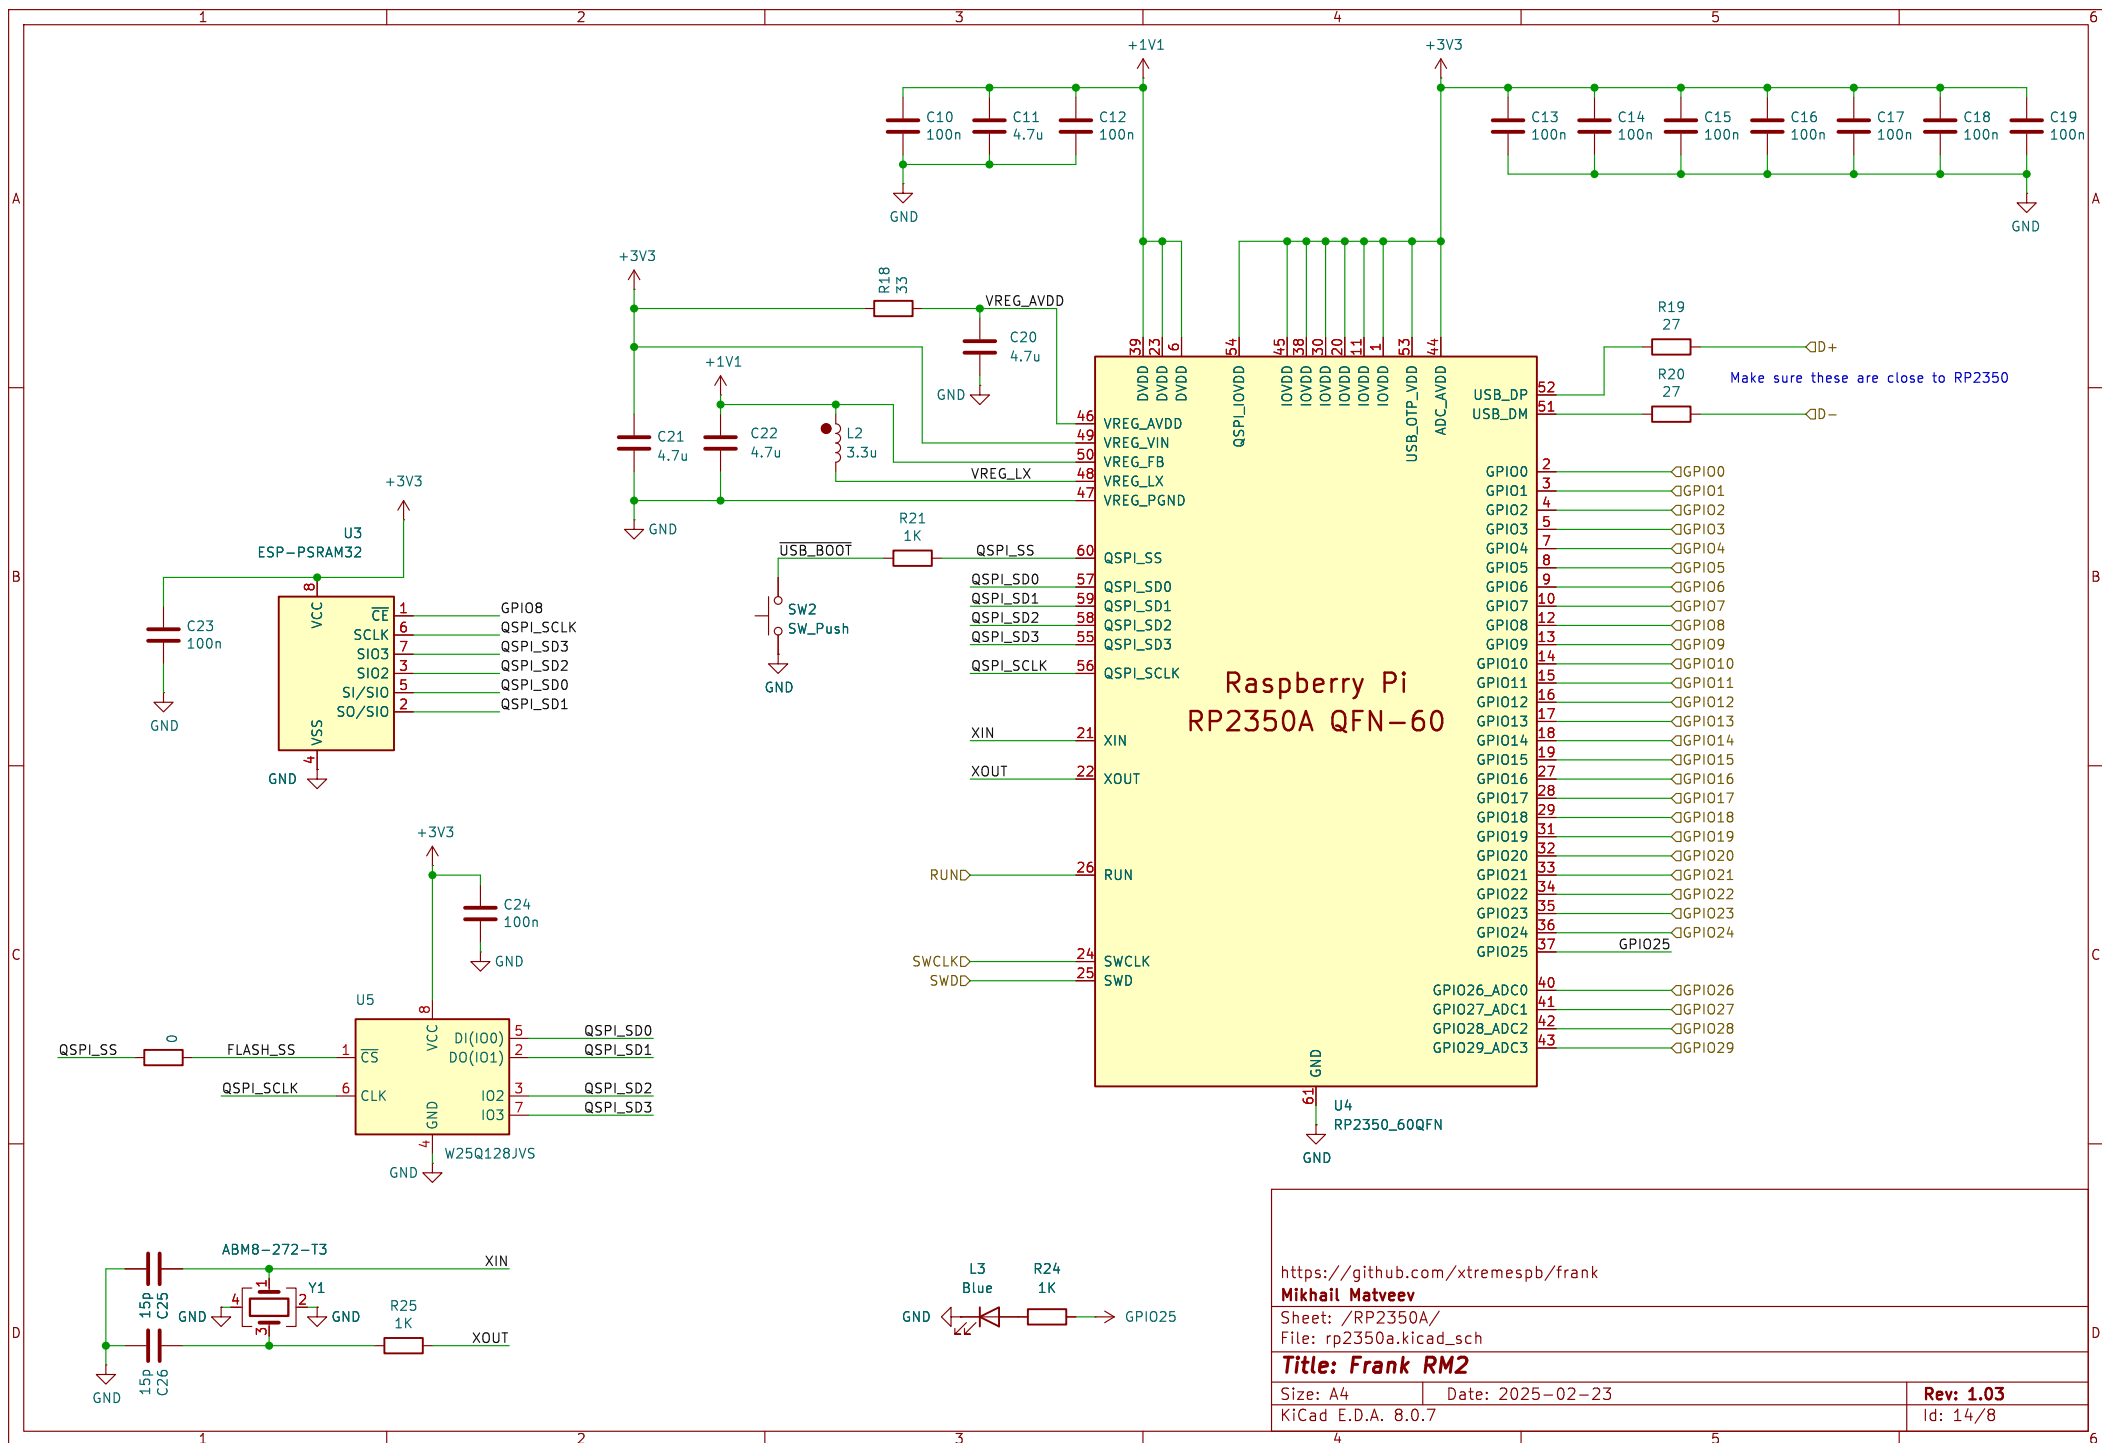 1
2
3
4
5
6
A
B
C
D
A
B
C
D
1
2
3
4
5
6
+1V1
C10
100n
C11
4.7u
C12
100n
GND
+3V3
C13
100n
C14
100n
C15
100n
C16
100n
C17
100n
C18
100n
C19
100n
GND
+3V3
R18
33
VREG_AVDD
C20
4.7u
GND
+1V1
C21
4.7u
C22
4.7u
L2
3.3u
VREG_LX
GND
R21
1K
USB_BOOT
QSPI_SS
SW2
SW_Push
GND
QSPI_SD0
QSPI_SD1
QSPI_SD2
QSPI_SD3
QSPI_SCLK
XIN
XOUT
RUN
SWCLK
SWD
39 DVDD
23 DVDD
6 DVDD
54 QSPI_IOVDD
45 IOVDD
38 IOVDD
30 IOVDD
20 IOVDD
11 IOVDD
1 IOVDD
53 USB_OTP_VDD
44 ADC_AVDD
46 VREG_AVDD
49 VREG_VIN
50 VREG_FB
48 VREG_LX
47 VREG_PGND
60 QSPI_SS
57 QSPI_SD0
59 QSPI_SD1
58 QSPI_SD2
55 QSPI_SD3
56 QSPI_SCLK
21 XIN
22 XOUT
26 RUN
24 SWCLK
25 SWD
Raspberry Pi
RP2350A QFN-60
R19
27
D+
R20
27
Make sure these are close to RP2350
D-
USB_DP 52
USB_DM 51
GPIO0 2 GPIO0
GPIO1 3 GPIO1
GPIO2 4 GPIO2
GPIO3 5 GPIO3
GPIO4 7 GPIO4
GPIO5 8 GPIO5
GPIO6 9 GPIO6
GPIO7 10 GPIO7
GPIO8 12 GPIO8
GPIO9 13 GPIO9
GPIO10 14 GPIO10
GPIO11 15 GPIO11
GPIO12 16 GPIO12
GPIO13 17 GPIO13
GPIO14 18 GPIO14
GPIO15 19 GPIO15
GPIO16 27 GPIO16
GPIO17 28 GPIO17
GPIO18 29 GPIO18
GPIO19 31 GPIO19
GPIO20 32 GPIO20
GPIO21 33 GPIO21
GPIO22 34 GPIO22
GPIO23 35 GPIO23
GPIO24 36 GPIO24
GPIO25 37 GPIO25
GPIO26_ADC0 40 GPIO26
GPIO27_ADC1 41 GPIO27
GPIO28_ADC2 42 GPIO28
GPIO29_ADC3 43 GPIO29
GND
61
U4
RP2350_60QFN
GND
+3V3
U3
ESP-PSRAM32
C23
100n
GND
8
VCC
CE 1 GPIO8
SCLK 6 QSPI_SCLK
SIO3 7 QSPI_SD3
SIO2 3 QSPI_SD2
SI/SIO 5 QSPI_SD0
SO/SIO 2 QSPI_SD1
VSS
4
GND
+3V3
C24
100n
GND
U5
8
VCC
QSPI_SS
0
FLASH_SS
1 CS
QSPI_SCLK
6 CLK
DI(IO0) 5 QSPI_SD0
DO(IO1) 2 QSPI_SD1
IO2 3 QSPI_SD2
IO3 7 QSPI_SD3
GND
4
W25Q128JVS
GND
ABM8-272-T3
XIN
15p
C25
GND
4
1
2
3
Y1
GND
R25
1K
XOUT
15p
C26
GND
L3
Blue
R24
1K
GND
GPIO25
https://github.com/xtremespb/frank
Mikhail Matveev
Sheet: /RP2350A/
File: rp2350a.kicad_sch
Title: Frank RM2
Size: A4
Date: 2025-02-23
Rev: 1.03
KiCad E.D.A. 8.0.7
Id: 14/8